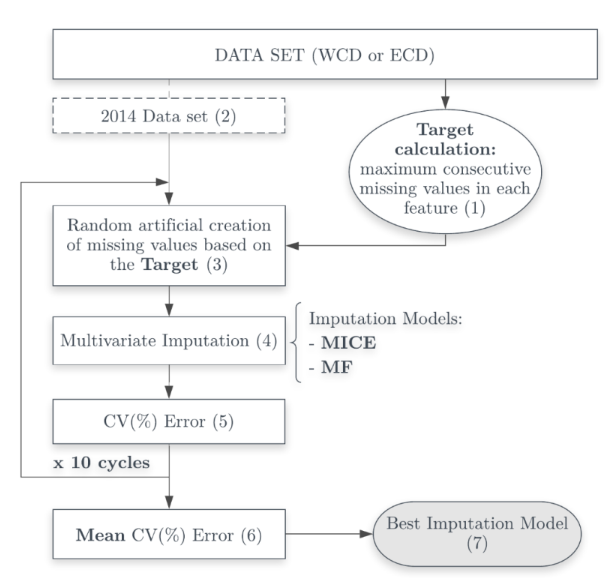 DATA SET (WCD or ECD)
2014 Data set (2)
Target
calculation:
maximum consecutive
missing values in each
feature (1)
Random artificial creation
of missing values based on
the Target (3)
Multivariate Imputation (4)
Imputation Models:
- MICE
- MF
CV(%) Error (5)
x 10 cycles
Mean CV(%) Error (6)
Best Imputation Model
(7)